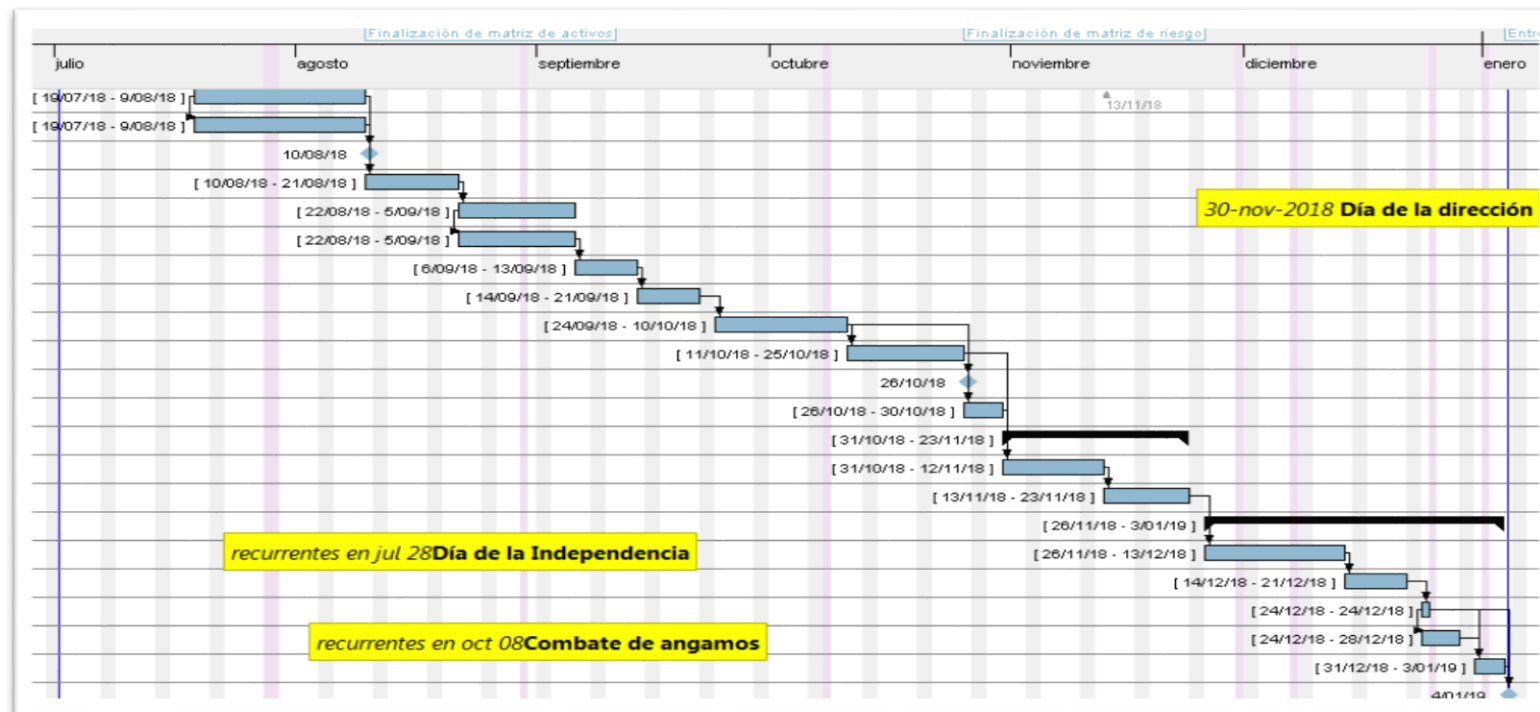 Finalización de matriz de activos
Finalización de matriz de riesgo
Entre
julio agosto septiembre octubre noviembre diciembre enero
[ 19/07/18 - 9/08/18 ]
13/11/18
[ 19/07/18 - 9/08/18 ]
10/08/18
[ 10/08/18 - 21/08/18 ]
[ 22/08/18 - 5/09/18 ]
30-nov-2018 Día de la dirección
[ 22/08/18 - 5/09/18 ]
[ 6/09/18 - 13/09/18 ]
[ 14/09/18 - 21/09/18 ]
[ 24/09/18 - 10/10/18 ]
[ 11/10/18 - 25/10/18 ]
26/10/18
[ 26/10/18 - 30/10/18 ]
[ 31/10/18 - 23/11/18 ]
[ 31/10/18 - 12/11/18 ]
[ 13/11/18 - 23/11/18 ]
[ 26/11/18 - 3/01/19 ]
recurrentes en jul 28Día de la Independencia
[ 26/11/18 - 13/12/18 ]
[ 14/12/18 - 21/12/18 ]
[ 24/12/18 - 24/12/18 ]
recurrentes en oct 08Combate de angamos
[ 24/12/18 - 28/12/18 ]
[ 31/12/18 - 3/01/19 ]
4/01/19